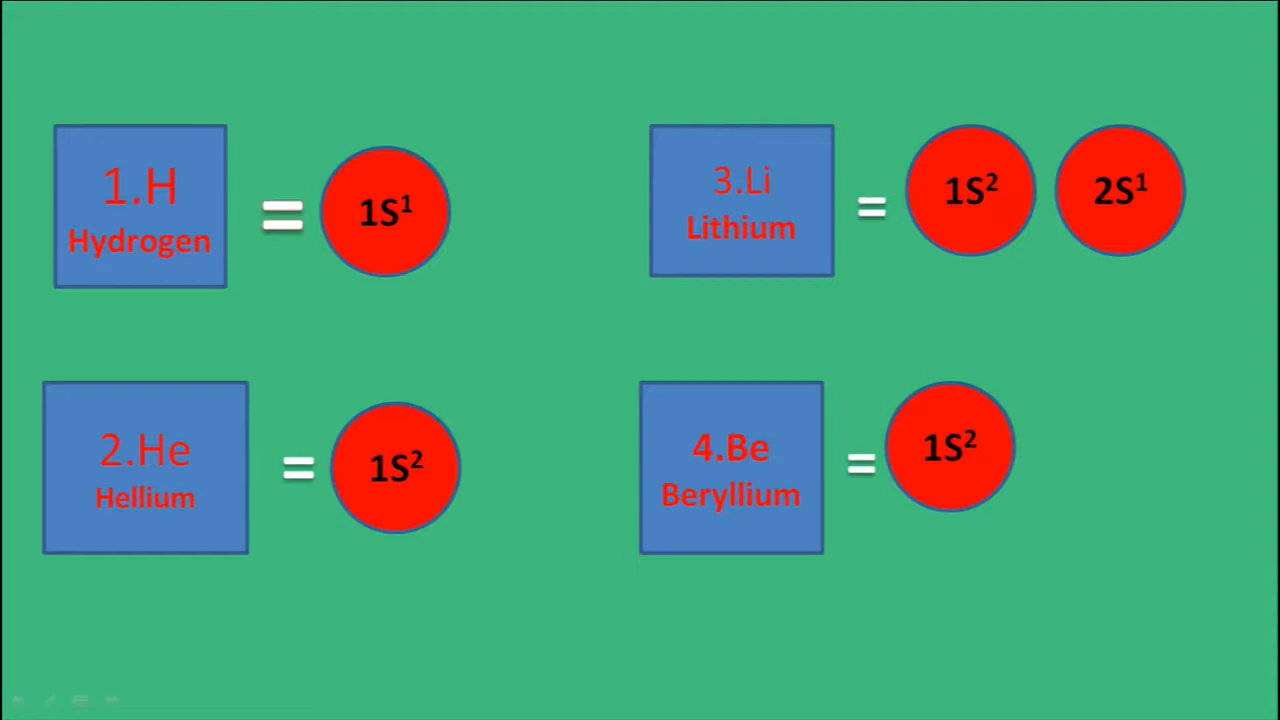 1.H
Hydrogen
=
1S¹
2.He
Hellium
=
1S²
3.Li
Lithium
=
1S² 2S¹
4.Be
Beryllium
=
1S²